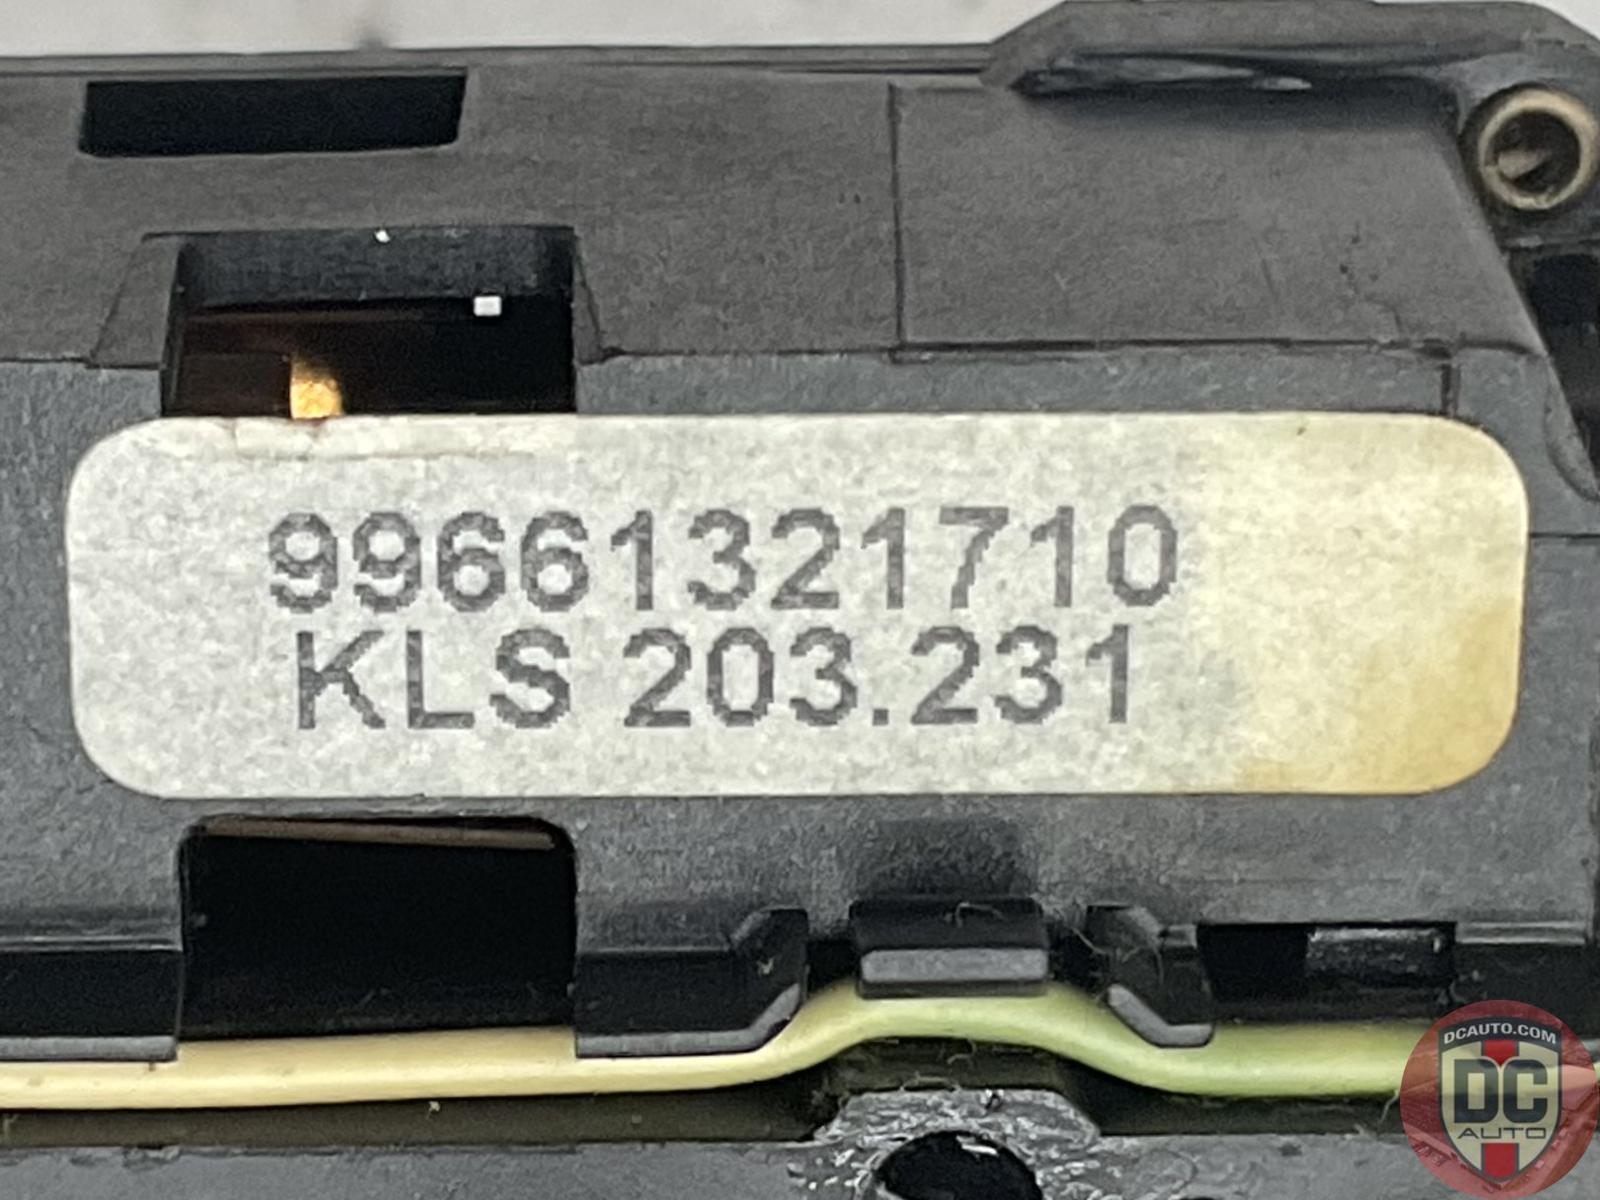 99661321710
KLS 203.231
DCAUTO.COM
DC
AUTO